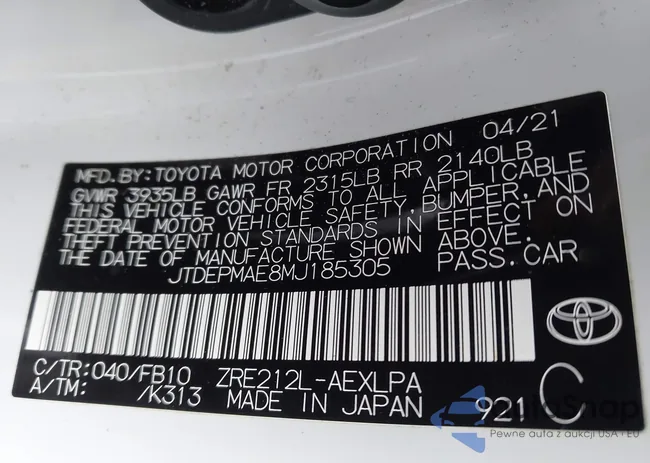 MFD. BY: TOYOTA MOTOR CORPORATION 04/21
GVWR 3935LB GAWR FR 2315LB RR 2140LB
THIS VEHICLE CONFORMS TO ALL APPLICABLE
FEDERAL MOTOR VEHICLE SAFETY, BUMPER, AND
THEFT PREVENTION STANDARDS IN EFFECT ON
THE DATE OF MANUFACTURE SHOWN ABOVE.
JTDEPMAE8MJ185305 PASS. CAR
C/TR: 040/FB10 ZRE212L-AEXLPA
A/TM: /K313 MADE IN JAPAN 921 C
AutoSnap
Pewne auta z aukcji USA i EU